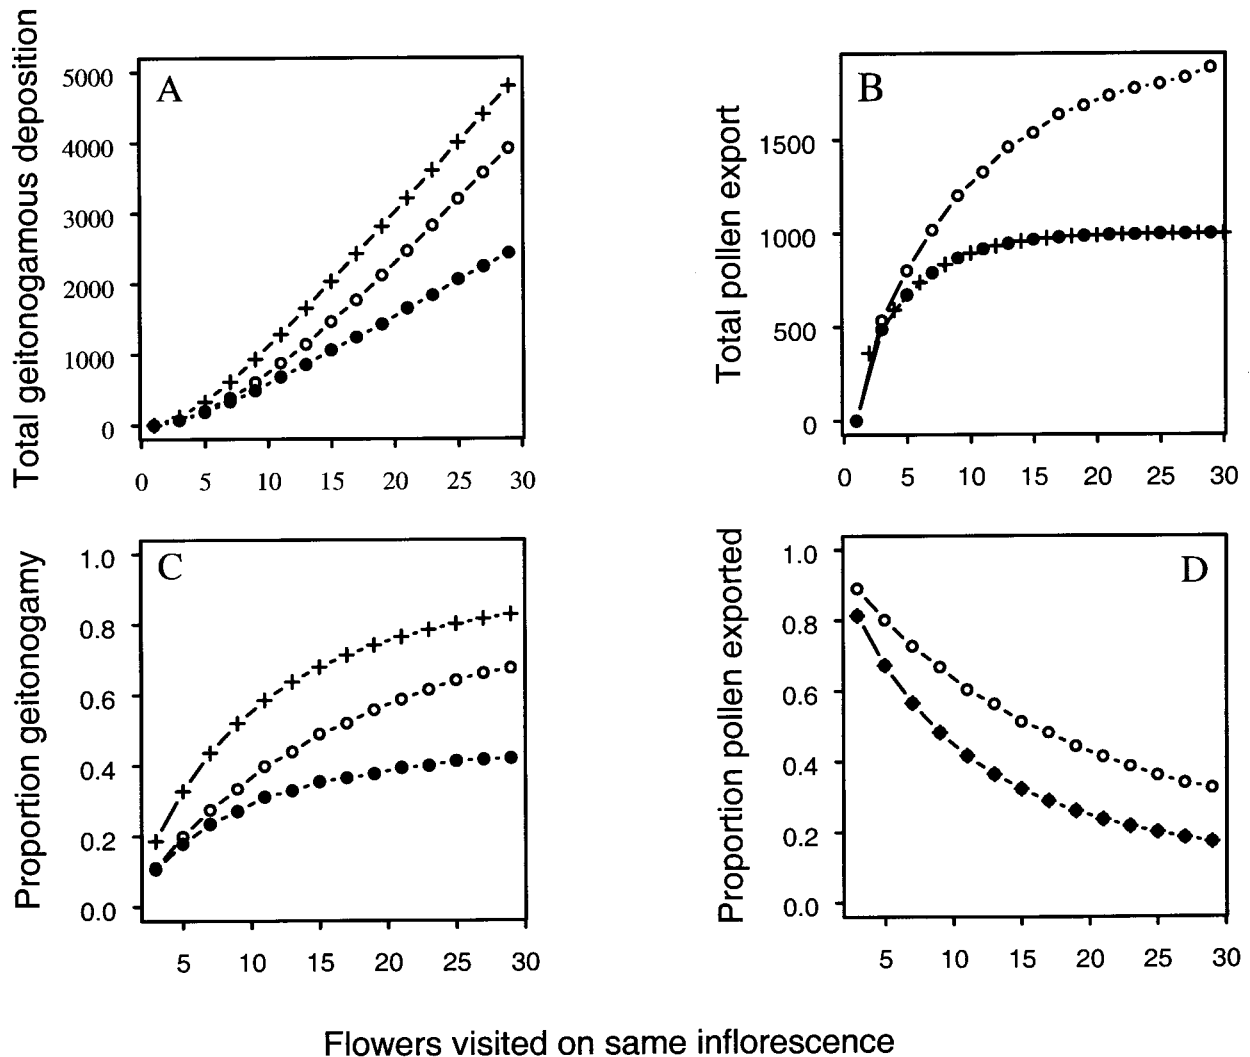 Total geitonogamous deposition
A
5000
4000
3000
2000
1000
0
0 5 10 15 20 25 30
Total pollen export
B
1500
1000
500
0
0 5 10 15 20 25 30
Proportion geitonogamy
C
1.0
0.8
0.6
0.4
0.2
0.0
5 10 15 20 25 30
Proportion pollen exported
D
1.0
0.8
0.6
0.4
0.2
0.0
5 10 15 20 25 30
Flowers visited on same inflorescence